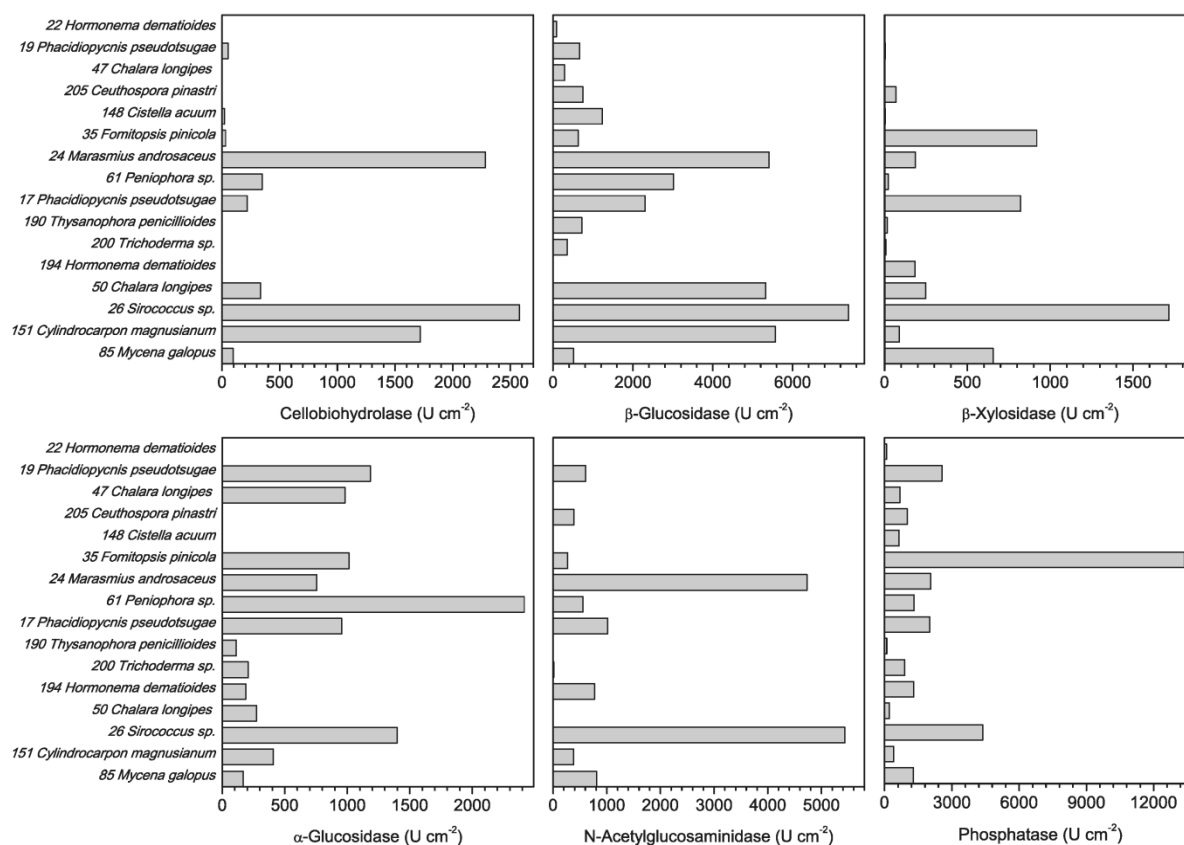 22 Hormonema dematioides
19 Phacidiopycnis pseudotsugae
47 Chalara longipes
205 Ceuthospora pinastri
148 Cistella acuum
35 Fomitopsis pinicola
24 Marasmius androsaceus
61 Peniophora sp.
17 Phacidiopycnis pseudotsugae
190 Thysanophora penicillioides
200 Trichoderma sp.
194 Hormonema dematioides
50 Chalara longipes
26 Sirococcus sp.
151 Cylindrocarpon magnusianum
85 Mycena galopus
0 500 1000 1500 2000 2500 0 2000 4000 6000 0 500 1000 1500
Cellobiohydrolase (U cm⁻²) β-Glucosidase (U cm⁻²) β-Xylosidase (U cm⁻²)
22 Hormonema dematioides
19 Phacidiopycnis pseudotsugae
47 Chalara longipes
205 Ceuthospora pinastri
148 Cistella acuum
35 Fomitopsis pinicola
24 Marasmius androsaceus
61 Peniophora sp.
17 Phacidiopycnis pseudotsugae
190 Thysanophora penicillioides
200 Trichoderma sp.
194 Hormonema dematioides
50 Chalara longipes
26 Sirococcus sp.
151 Cylindrocarpon magnusianum
85 Mycena galopus
0 500 1000 1500 2000 0 1000 2000 3000 4000 5000 0 3000 6000 9000 12000
α-Glucosidase (U cm⁻²) N-Acetylglucosaminidase (U cm⁻²) Phosphatase (U cm⁻²)